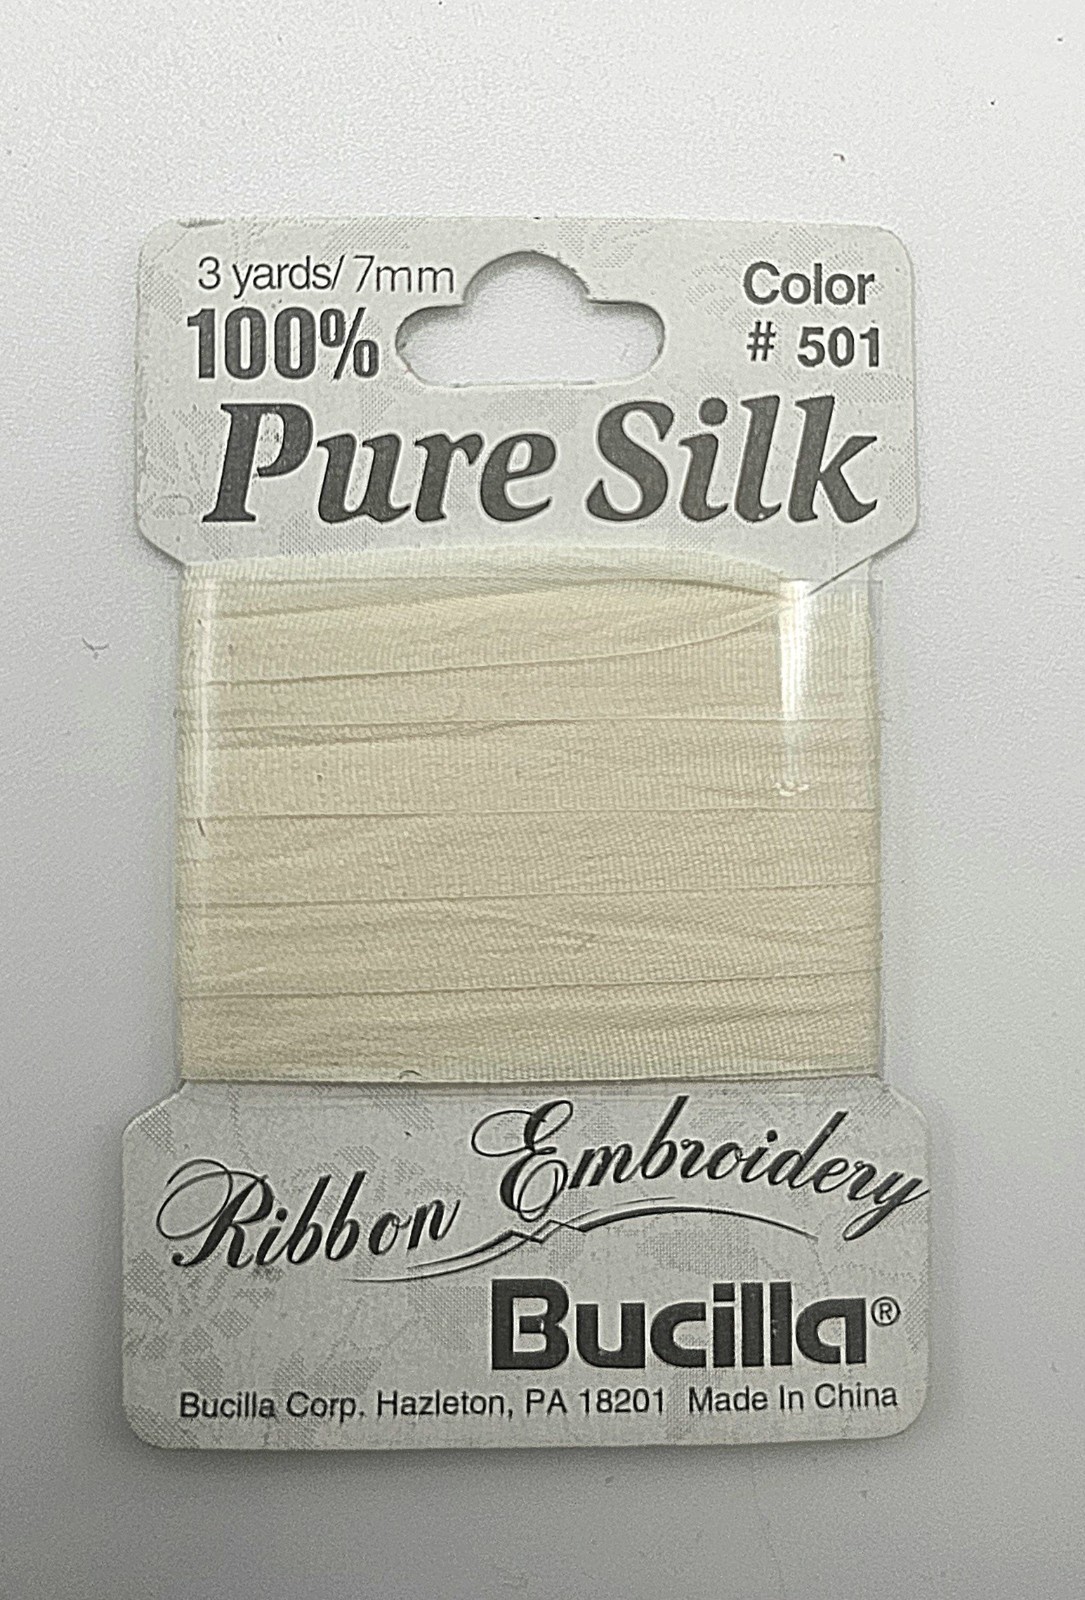 3 yards/ 7mm
100%
Color
# 501
Pure Silk
Ribbon Embroidery
Bucilla®
Bucilla Corp. Hazleton, PA 18201 Made In China